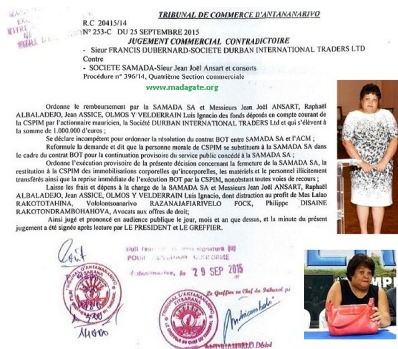 TRIBUNAL DE COMMERCE D'ANTANANARIVO
R.C 20415/14
N° 253-C DU 25 SEPTEMBRE 2015
JUGEMENT COMMERCIAL CONTRADICTOIRE
- Sieur FRANCIS DUBERNARD-SOCIETE DURBAN INTERNATIONAL TRADERS LTD
Contre
- SOCIETE SAMADA-Sieur Jean Joël Ansart et consorts
Procédure n° 396/14, Quatrième Section commerciale
www.madagate.org
Ordonne le remboursement par la SAMADA SA et Messieurs Jean Joël ANSART, Raphaël
ALBALADEJO, Jean ASSICE, OLMOS Y VELDERRAIN Luis Ignacio des fonds déposés en compte courant de
la CSPIM par l'actionnaire mauricien, la Société DURBAN INTERNATIONAL TRADERS Ltd et qui s'élèvent à
la somme de 1.000.000 d'euros ;
Se déclare incompétent pour ordonner la résolution du contrat BOT entre SAMADA SA et l'ACM ;
Reformule la demande et dit que la personne morale de CSPIM se substituera à la SAMADA SA dans
le cadre du contrat BOT pour la continuation provisoire du service public concédé à la SAMADA SA ;
Ordonne l'exécution provisoire de la présente décision concernant la fermeture de la SAMADA SA, la
restitution à la CSPIM des immobilisations corporelles qu'incorporelles, les matériels et le personnel illicitement
transférés ainsi que la reprise immédiate de l'exécution BOT par la CSPIM, nonobstant toutes voies de recours ;
Laisse les frais et dépens à la charge de la SAMADA SA et Messieurs Jean Joël ANSART, Raphaël
ALBALADEJO, Jean ASSICE, OLMOS Y VELDERRAIN Luis Ignacio, dont distraction au profit de Mes Lalao
RAKOTOTAHINA, Vololomoonarivo RAZANAJAFIARIVELO FOCK, Philippe DISAINE
RAKOTONDRAMBOHANOVA, Avocats aux offres de droit;
Ainsi jugé et prononcé en audience publique le jour, mois et an que dessus, et la minute du présent
jugement a été signée après lecture par LE PRESIDENT et LE GREFFIER.
29 SEP 2015
Le Greffier en Chef du Tribunal